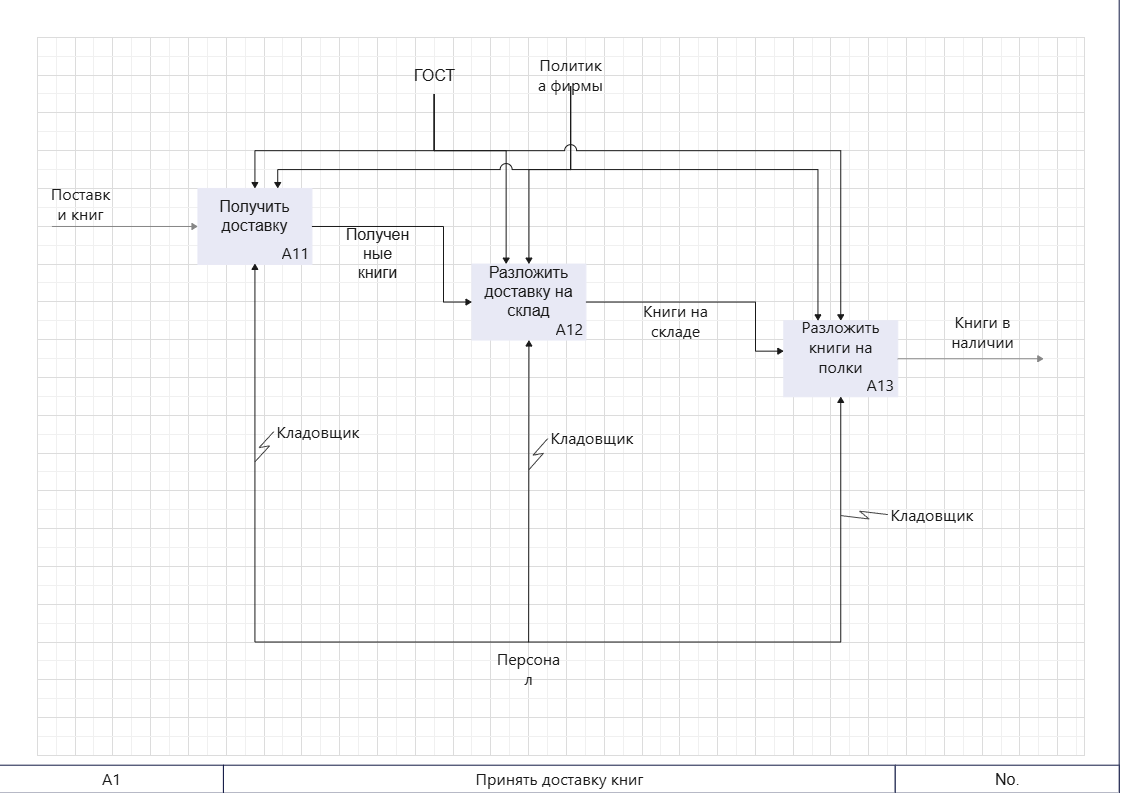 ГОСТ
Политик
а фирмы
Поставк
и книг
Получить
доставку
A11
Получен
ные
книги
Разложить
доставку на
склад
A12
Книги на
складе
Разложить
книги на
полки
A13
Книги в
наличии
Кладовщик
Кладовщик
Кладовщик
Персона
л
A1
Принять доставку книг
No.